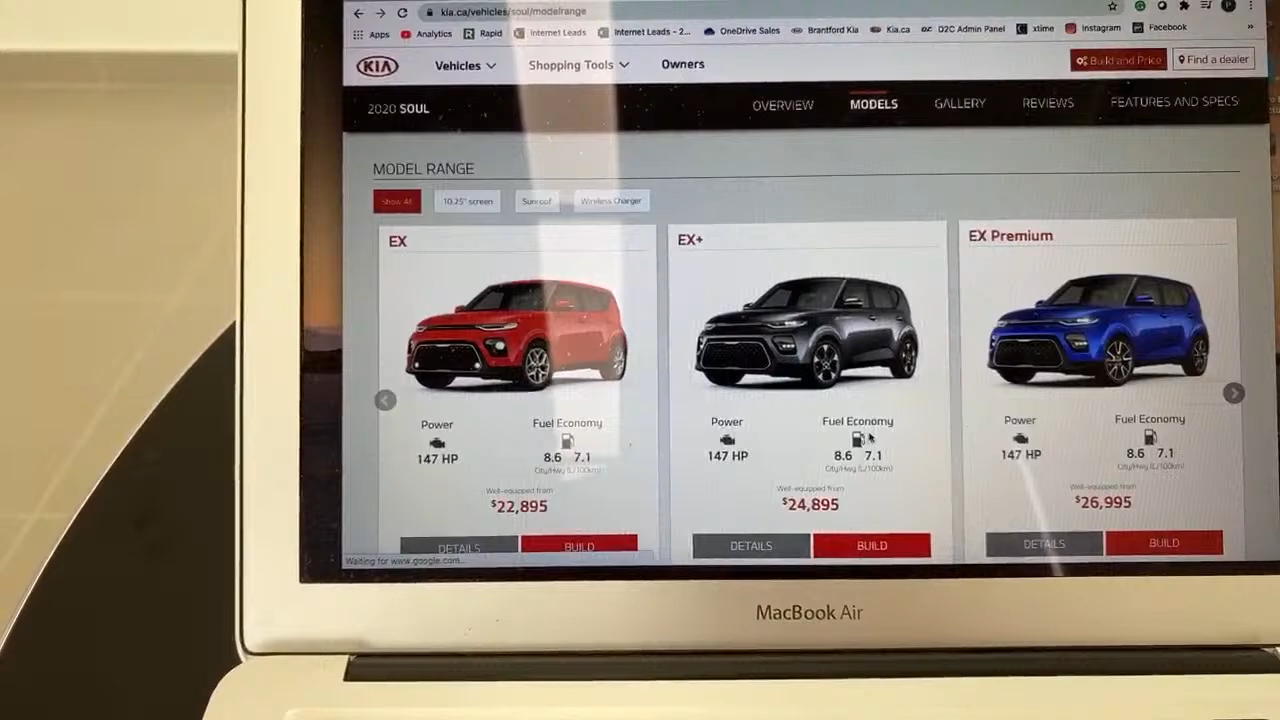 kia.ca/vehicles/soul/modelrange
Apps Analytics Rapid Internet Leads Internet Leads - 2... OneDrive Sales Brantford Kia Kia.ca D2C Admin Panel xtime Instagram Facebook »
KIA Vehicles Shopping Tools Owners Build and Price Find a dealer
2020 SOUL OVERVIEW MODELS GALLERY REVIEWS FEATURES AND SPECS
MODEL RANGE
Show All 10.25" screen Sunroof Wireless Charger
EX
Power Fuel Economy
147 HP 8.6 7.1
City/Hwy (L/100km)
Well-equipped from
$22,895
DETAILS BUILD
EX+
Power Fuel Economy
147 HP 8.6 7.1
City/Hwy (L/100km)
Well-equipped from
$24,895
DETAILS BUILD
EX Premium
Power Fuel Economy
147 HP 8.6 7.1
City/Hwy (L/100km)
Well-equipped from
$26,995
DETAILS BUILD
Waiting for www.google.com...
MacBook Air